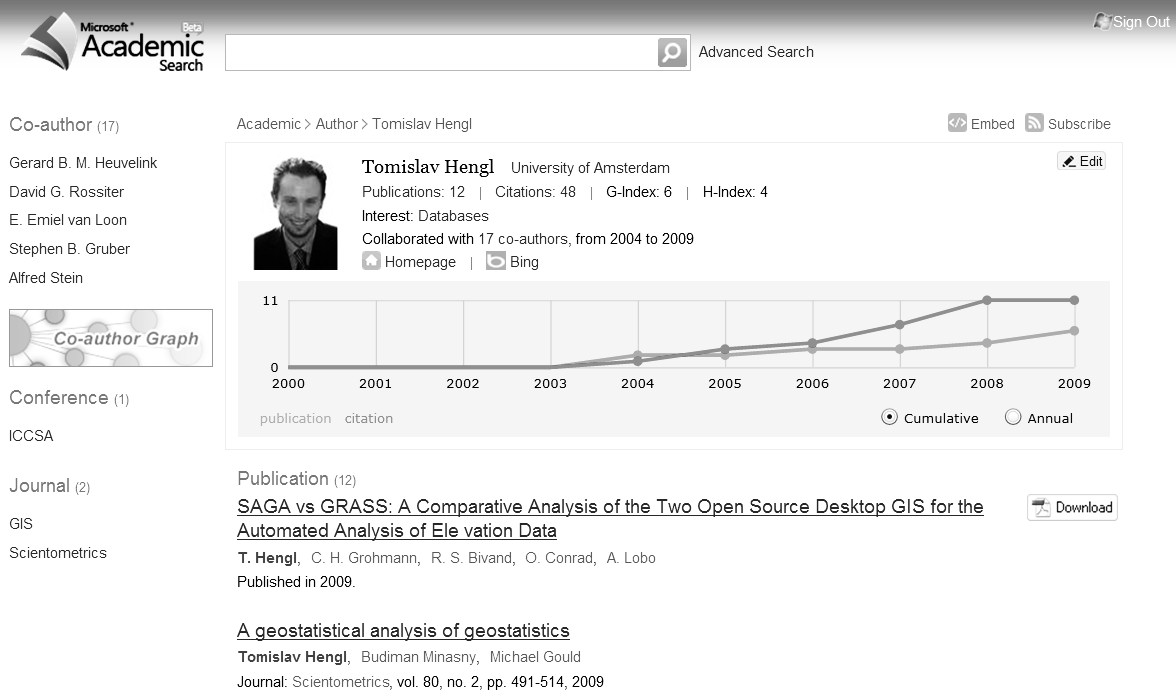 Sign Out
Microsoft® Academic Search Beta
Advanced Search
Co-author (17)
Gerard B. M. Heuvelink
David G. Rossiter
E. Emiel van Loon
Stephen B. Gruber
Alfred Stein
Co-author Graph
Conference (1)
ICCSA
Journal (2)
GIS
Scientometrics
Academic > Author > Tomislav Hengl
Embed Subscribe
Tomislav Hengl University of Amsterdam
Edit
Publications: 12 | Citations: 48 | G-Index: 6 | H-Index: 4
Interest: Databases
Collaborated with 17 co-authors, from 2004 to 2009
Homepage | Bing
11
0
2000 2001 2002 2003 2004 2005 2006 2007 2008 2009
publication citation Cumulative Annual
Publication (12)
SAGA vs GRASS: A Comparative Analysis of the Two Open Source Desktop GIS for the
Automated Analysis of Ele vation Data
Download
T. Hengl, C. H. Grohmann, R. S. Bivand, O. Conrad, A. Lobo
Published in 2009.
A geostatistical analysis of geostatistics
Tomislav Hengl, Budiman Minasny, Michael Gould
Journal: Scientometrics, vol. 80, no. 2, pp. 491-514, 2009